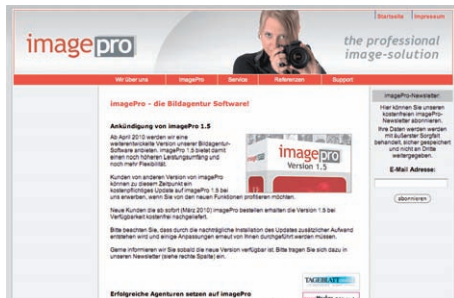 Startseite | Impressum
imagepro
the professional
image-solution
Wir über uns
imagePro
Service
Referenzen
Support
imagePro - die Bildagentur Software!
Ankündigung von imagePro 1.5
Ab April 2010 werden wir eine
weiterentwickelte Version unserer Bildagentur-
Software anbieten. imagePro 1.5 bietet damit
einen noch höheren Leistungsumfang und
noch mehr Flexibilität.
Kunden von anderen Version von imagePro
können zu diesem Zeitpunkt ein
kostenpflichtiges Update auf imagePro 1.5 bei
uns erwerben, wenn Sie von den neuen Funktionen profitieren möchten.
Neue Kunden die ab sofort (März 2010) imagePro bestellen erhalten die Version 1.5 bei
Verfügbarkeit kostenfrei nachgeliefert.
Bitte beachten Sie, dass durch die nachträgliche Installation des Updates zusätzlicher Aufwand
entstehen wird und einige Anpassungen erneut von Ihnen durchgeführt werden müssen.
Gerne informieren wir Sie sobald die neue Version verfügbar ist. Bitte tragen Sie sich dazu in
unseren Newsletter (siehe rechte Spalte) ein.
imagepro
Version 1.5
Erfolgreiche Agenturen setzen auf imagePro
TAGEBLATT
imagePro-Newsletter:
Hier können Sie unseren
kostenfreien imagePro-
Newsletter abonnieren.
Ihre Daten werden werden
mit äußerster Sorgfalt
behandelt, sicher gespeichert
und nicht an Dritte
weitergegeben.
E-Mail Adresse:
abonnieren